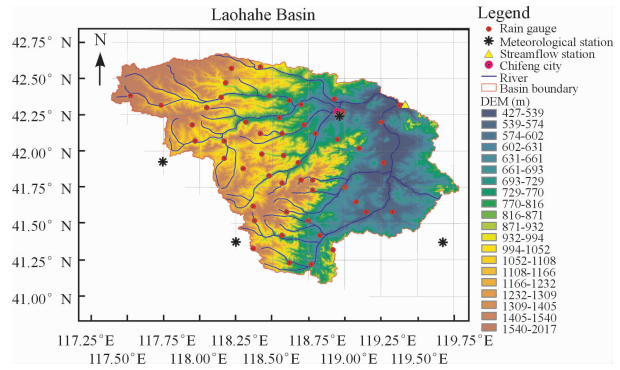 Laohahe Basin
Legend
Rain gauge
Meteorological station
Streamflow station
Chifeng city
River
Basin boundary
DEM (m)
427-539
539-574
574-602
602-631
631-661
661-693
693-729
729-770
770-816
816-871
871-932
932-994
994-1052
1052-1108
1108-1166
1166-1232
1232-1309
1309-1405
1405-1540
1540-2017
N
42.75° N
42.50° N
42.25° N
42.00° N
41.75° N
41.50° N
41.25° N
41.00° N
117.25°E 117.75°E 118.25°E 118.75°E 119.25°E 119.75°E
117.50°E 118.00°E 118.50°E 119.00°E 119.50°E